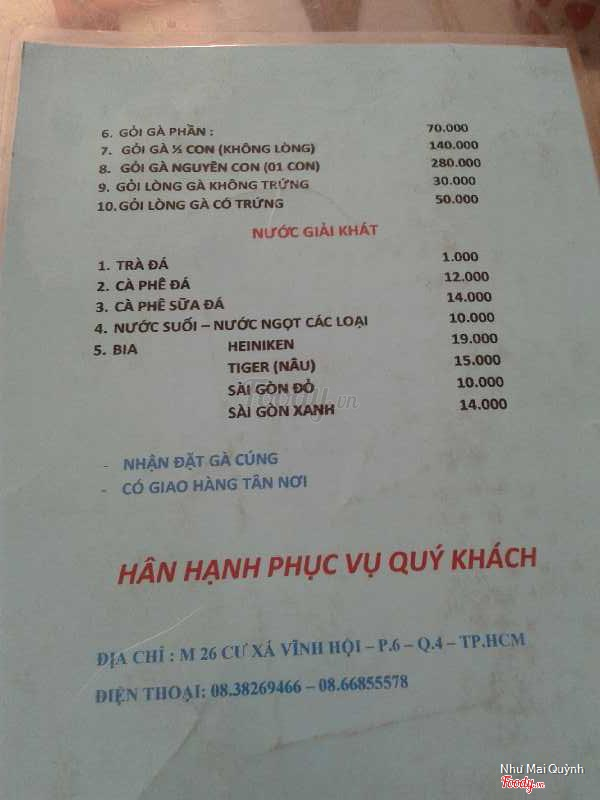 6. GỎI GÀ PHẦN : 70.000
7. GỎI GÀ ½ CON (KHÔNG LÒNG) 140.000
8. GỎI GÀ NGUYÊN CON (01 CON) 280.000
9. GỎI LÒNG GÀ KHÔNG TRỨNG 30.000
10. GỎI LÒNG GÀ CÓ TRỨNG 50.000
NƯỚC GIẢI KHÁT
1. TRÀ ĐÁ 1.000
2. CÀ PHÊ ĐÁ 12.000
3. CÀ PHÊ SỮA ĐÁ 14.000
4. NƯỚC SUỐI – NƯỚC NGỌT CÁC LOẠI 10.000
5. BIA HEINIKEN 19.000
TIGER (NÂU) 15.000
SÀI GÒN ĐỎ 10.000
SÀI GÒN XANH 14.000
Foody.vn
- NHẬN ĐẶT GÀ CÚNG
- CÓ GIAO HÀNG TẬN NƠI
HÂN HẠNH PHỤC VỤ QUÝ KHÁCH
ĐỊA CHỈ : M 26 CƯ XÁ VĨNH HỘI – P.6 – Q.4 – TP.HCM
ĐIỆN THOẠI: 08.38269466 – 08.66855578
Như Mai Quỳnh
Foody.vn